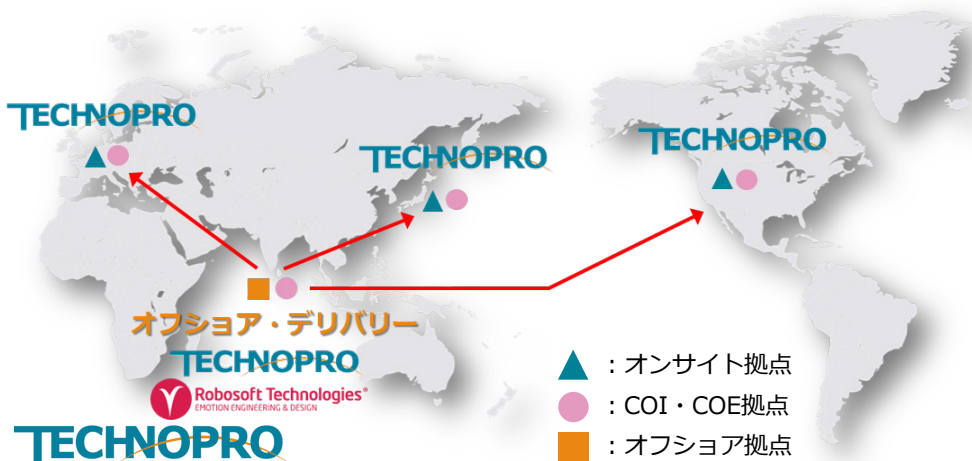 TECHNOPRO
TECHNOPRO
TECHNOPRO
オフショア・デリバリー
TECHNOPRO
Robosoft Technologies®
EMOTION ENGINEERING & DESIGN
TECHNOPRO
：オンサイト拠点
：COI・COE拠点
：オフショア拠点